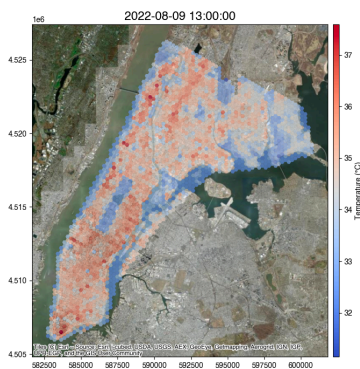 2022-08-09 13:00:00
1e6
4.525
4.520
4.515
4.510
4.505
582500 585000 587500 590000 592500 595000 597500 600000
37
36
35
34
33
32
Temperature (°C)
Tiles (C) Esri -- Source: Esri, i-cubed, USDA, USGS, AEX, GeoEye, Getmapping, Aerogrid, IGN, IGP,
UPR-EGP, and the GIS User Community